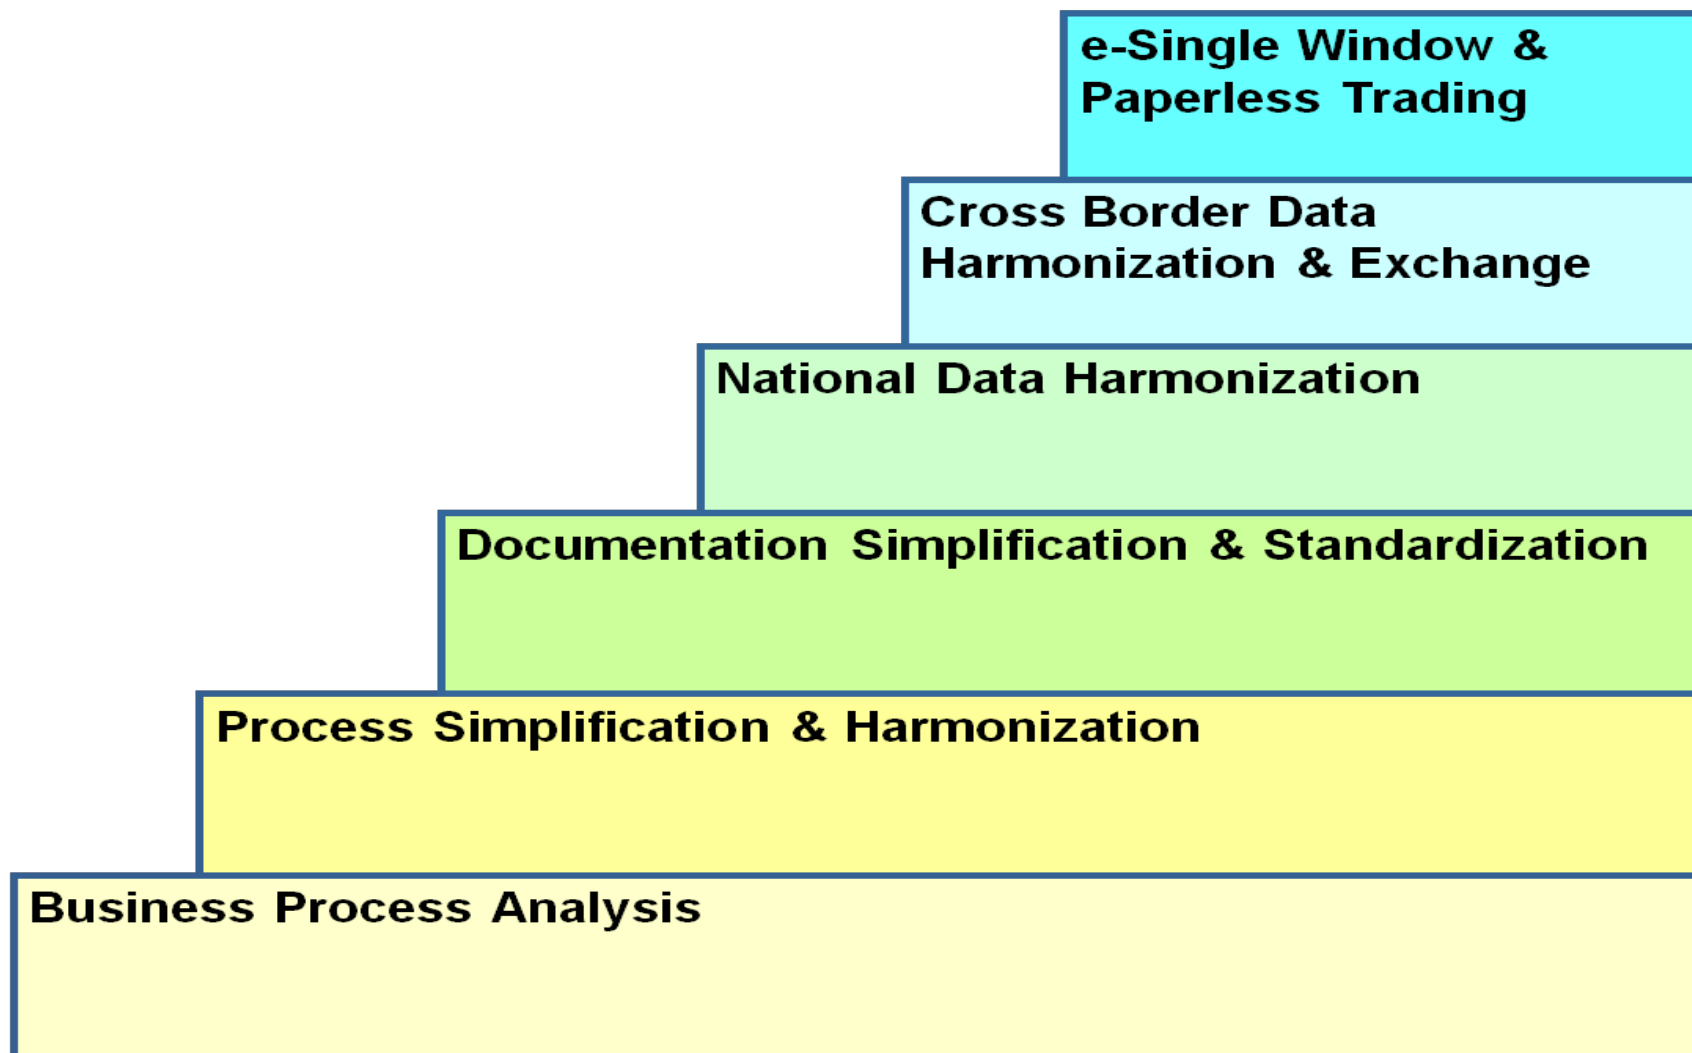 e-Single Window &
Paperless Trading
Cross Border Data
Harmonization & Exchange
National Data Harmonization
Documentation Simplification & Standardization
Process Simplification & Harmonization
Business Process Analysis